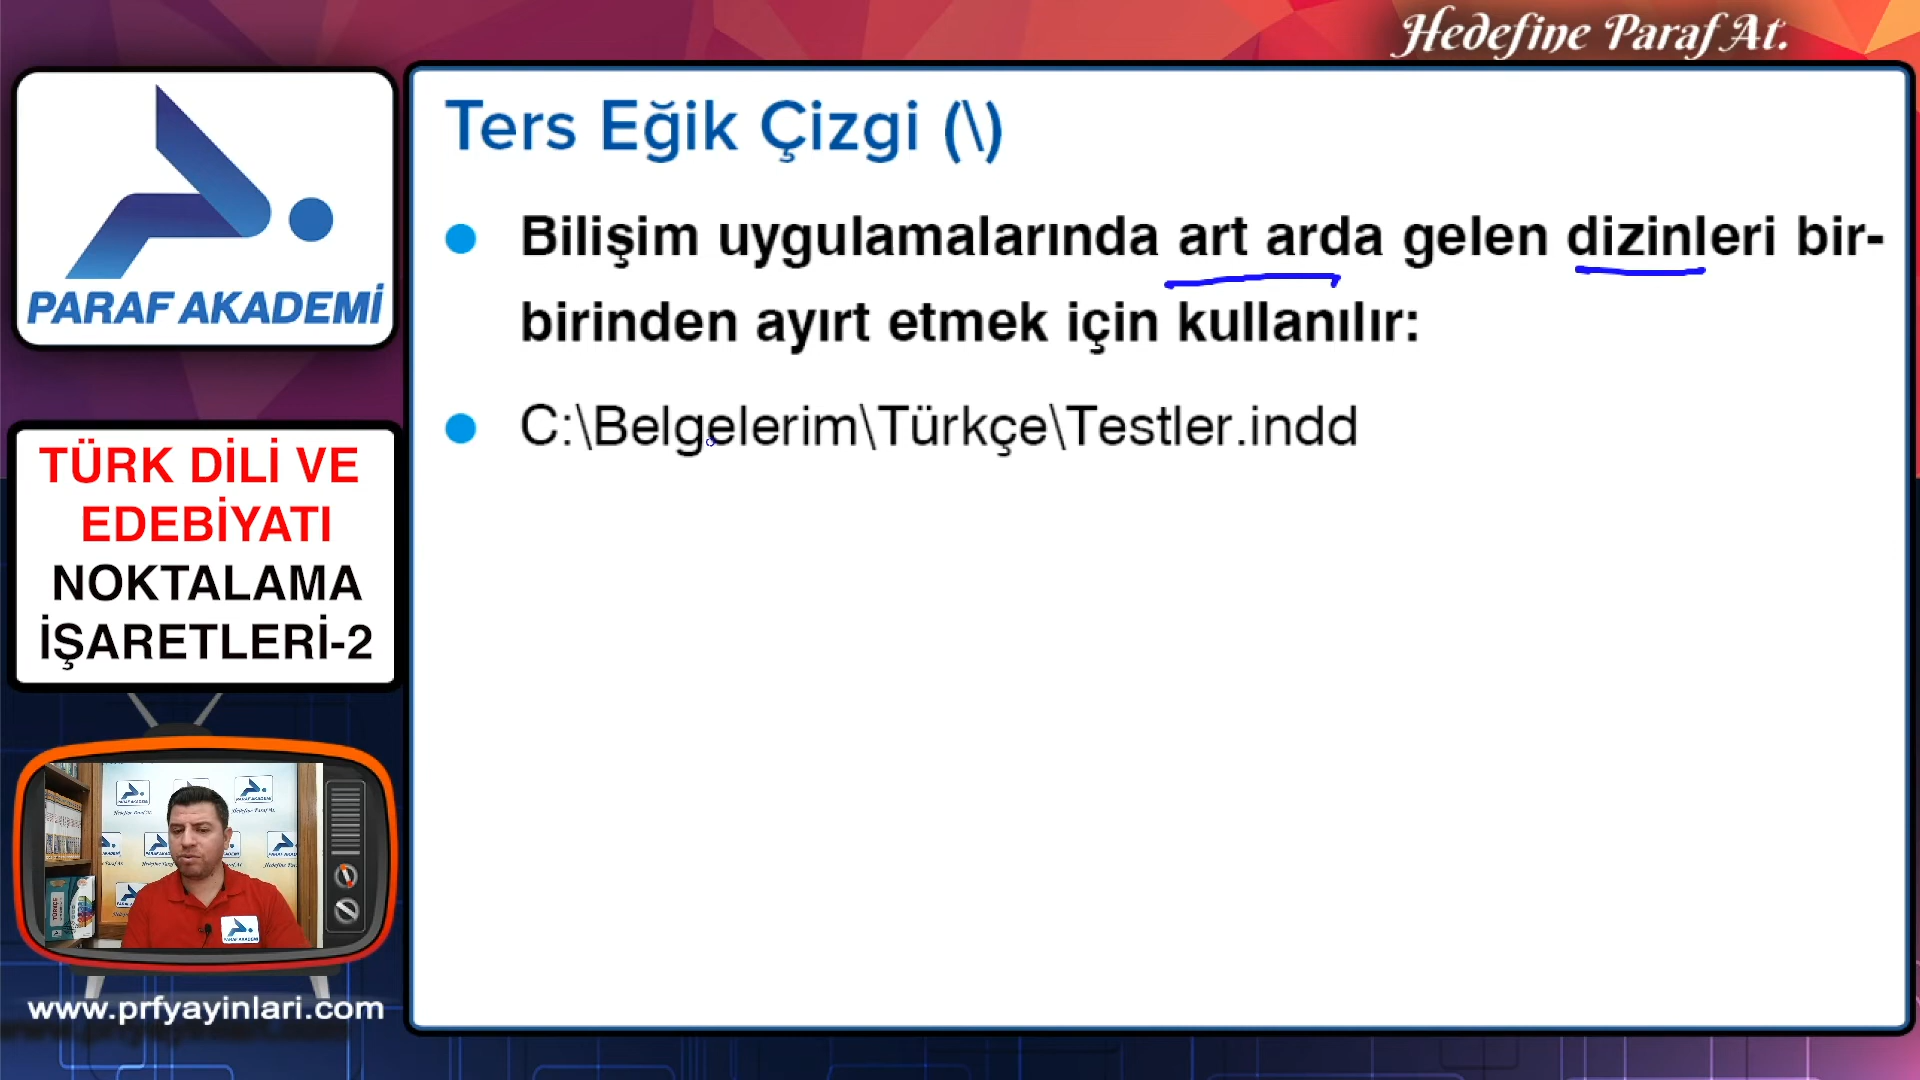 Hedefine Paraf At.
PARAF AKADEMİ
TÜRK DİLİ VE
EDEBİYATI
NOKTALAMA
İŞARETLERİ-2
www.prfyayinlari.com
Ters Eğik Çizgi (\)
Bilişim uygulamalarında art arda gelen dizinleri bir-
birinden ayırt etmek için kullanılır:
C:\Belgelerim\Türkçe\Testler.indd